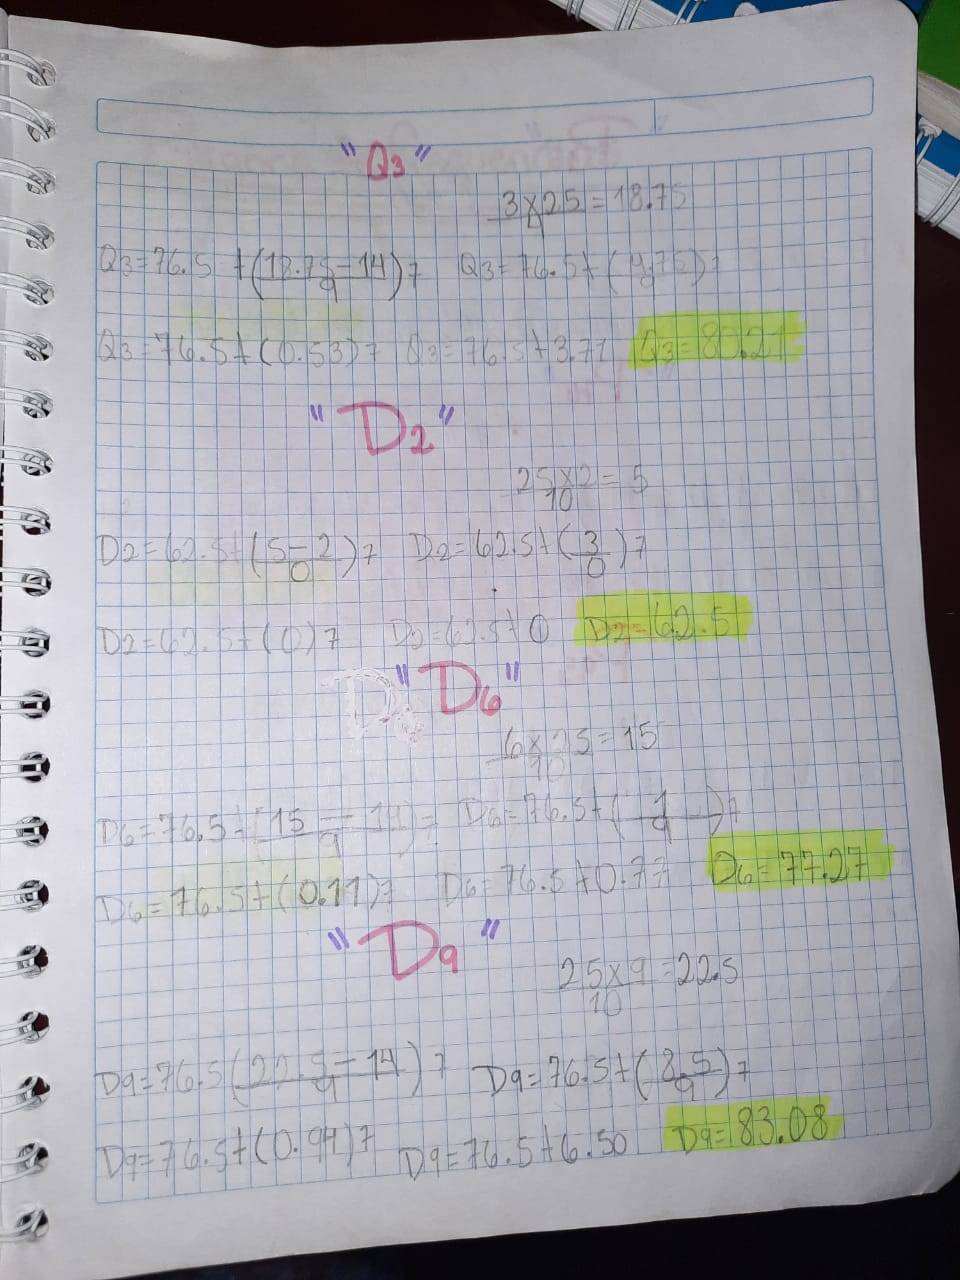 "Q3"
3x25=18.75
4
Q3=76.5 +(18.75-14)7 Q3=76.5+(4.75)7
9 9
Q3=76.5+(0.53)7 Q3=76.5+3.71 Q3=80.21
"D2"
25x2=5
10
D2=62.5+(5-2)7 D2=62.5+(3)7
0 0
D2=62.5+(0)7 D2=62.5+0 D2=62.5
"D6"
6x25=15
10
D6=76.5+(15-14)7 D6=76.5+(1)7
9 9
D6=76.5+(0.11)7 D6=76.5+0.77 D6=77.27
"D9"
25x9=22.5
10
D9=76.5(22.5-14)7 D9=76.5+(8.5)7
9 9
D9=76.5+(0.94)7 D9=76.5+6.50 D9=83.08